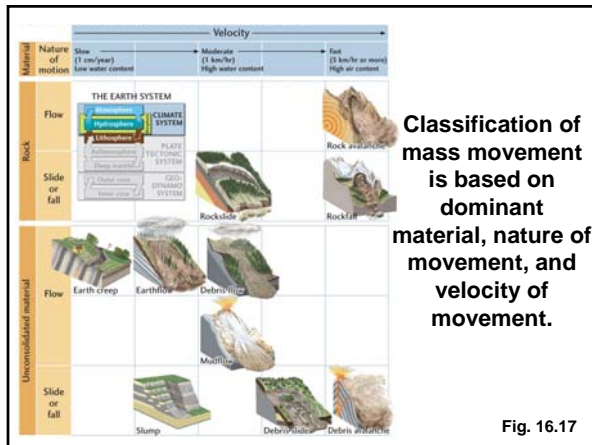 Velocity
Material
Nature of motion
Slow (1 cm/year) Low water content
Moderate (1 km/hr) High water content
Fast (5 km/hr or more) High air content
Rock
Flow
THE EARTH SYSTEM
Atmosphere
Hydrosphere
Lithosphere
CLIMATE SYSTEM
Asthenosphere
Deep mantle
PLATE TECTONIC SYSTEM
Outer core
Inner core
GEODYNAMO SYSTEM
Rock avalanche
Slide or fall
Rockslide
Rockfall
Unconsolidated material
Flow
Earth creep
Earthflow
Debris flow
Mudflow
Slide or fall
Slump
Debris slide
Debris avalanche
Classification of
mass movement
is based on
dominant
material, nature of
movement, and
velocity of
movement.
Fig. 16.17